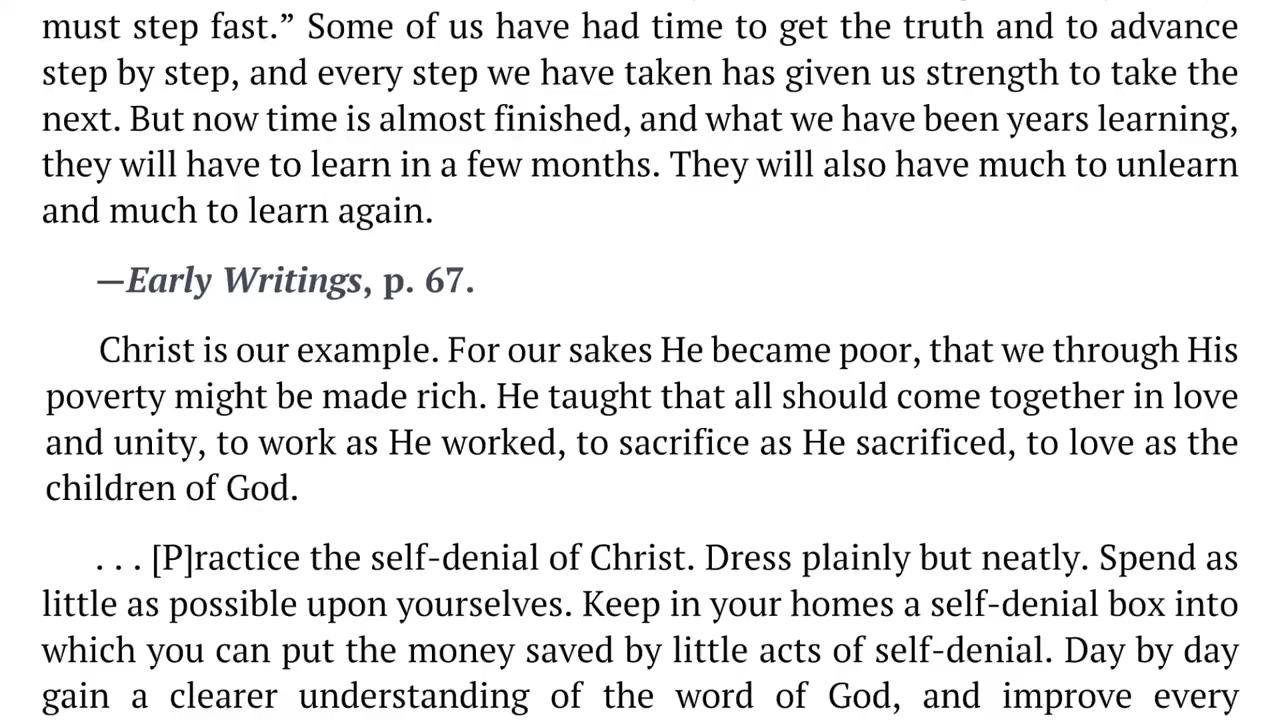 must step fast.” Some of us have had time to get the truth and to advance
step by step, and every step we have taken has given us strength to take the
next. But now time is almost finished, and what we have been years learning,
they will have to learn in a few months. They will also have much to unlearn
and much to learn again.
—Early Writings, p. 67.
Christ is our example. For our sakes He became poor, that we through His
poverty might be made rich. He taught that all should come together in love
and unity, to work as He worked, to sacrifice as He sacrificed, to love as the
children of God.
. . . [P]ractice the self-denial of Christ. Dress plainly but neatly. Spend as
little as possible upon yourselves. Keep in your homes a self-denial box into
which you can put the money saved by little acts of self-denial. Day by day
gain a clearer understanding of the word of God, and improve every